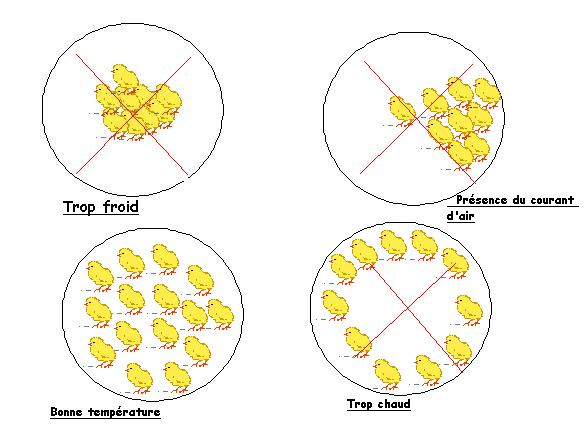 Trop froid
Présence du courant
d'air
Bonne température
Trop chaud